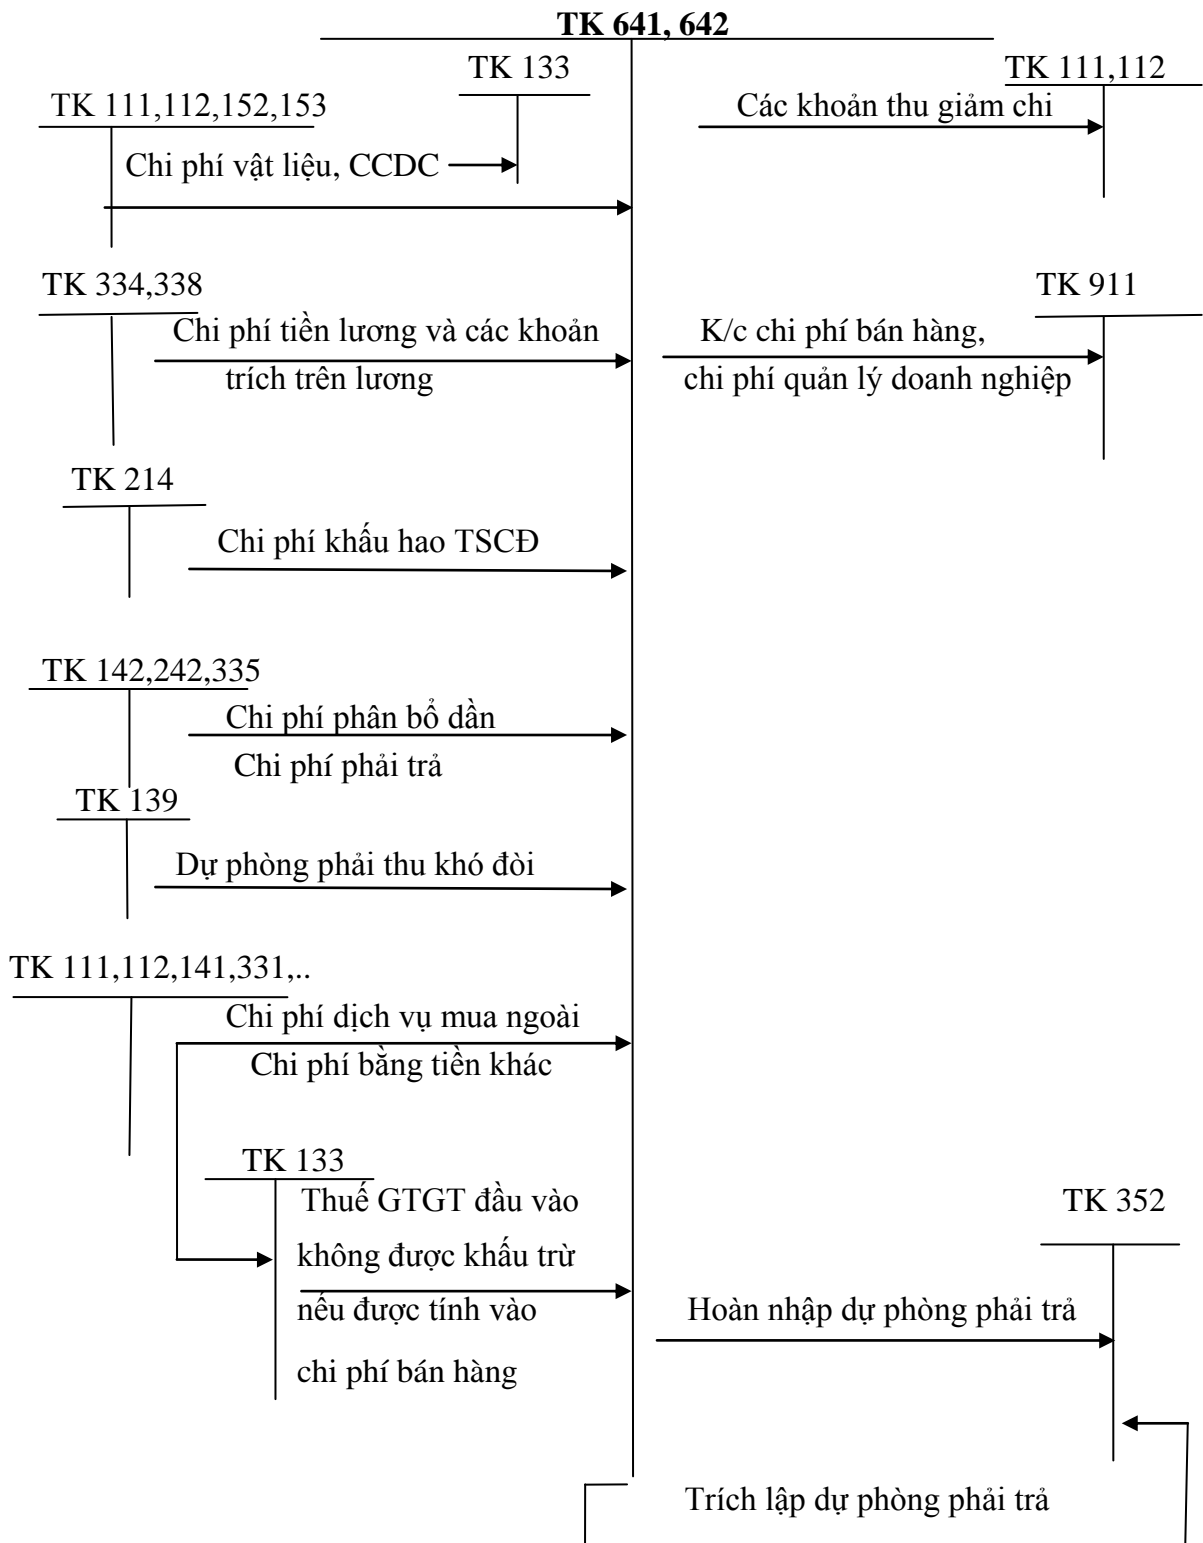 TK 641, 642
TK 133
TK 111,112
TK 111,112,152,153
Các khoản thu giảm chi
Chi phí vật liệu, CCDC
TK 334,338
TK 911
Chi phí tiền lương và các khoản
trích trên lương
K/c chi phí bán hàng,
chi phí quản lý doanh nghiệp
TK 214
Chi phí khấu hao TSCĐ
TK 142,242,335
Chi phí phân bổ dần
Chi phí phải trả
TK 139
Dự phòng phải thu khó đòi
TK 111,112,141,331,..
Chi phí dịch vụ mua ngoài
Chi phí bằng tiền khác
TK 133
Thuế GTGT đầu vào
không được khấu trừ
nếu được tính vào
chi phí bán hàng
TK 352
Hoàn nhập dự phòng phải trả
Trích lập dự phòng phải trả